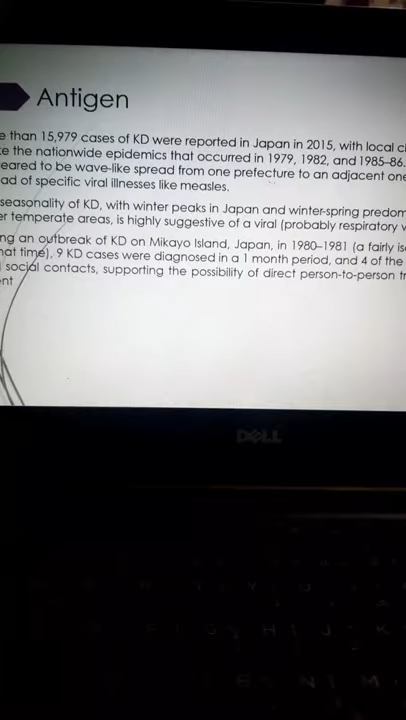 Antigen
e than 15,979 cases of KD were reported in Japan in 2015, with local cl
ke the nationwide epidemics that occurred in 1979, 1982, and 1985–86.
eared to be wave-like spread from one prefecture to an adjacent one
ad of specific viral illnesses like measles.
seasonality of KD, with winter peaks in Japan and winter-spring predom
er temperate areas, is highly suggestive of a viral (probably respiratory v
ng an outbreak of KD on Mikayo Island, Japan, in 1980–1981 (a fairly iso
hat time), 9 KD cases were diagnosed in a 1 month period, and 4 of the
social contacts, supporting the possibility of direct person-to-person tr
ent
DELL
Y U
G H J K
B N M